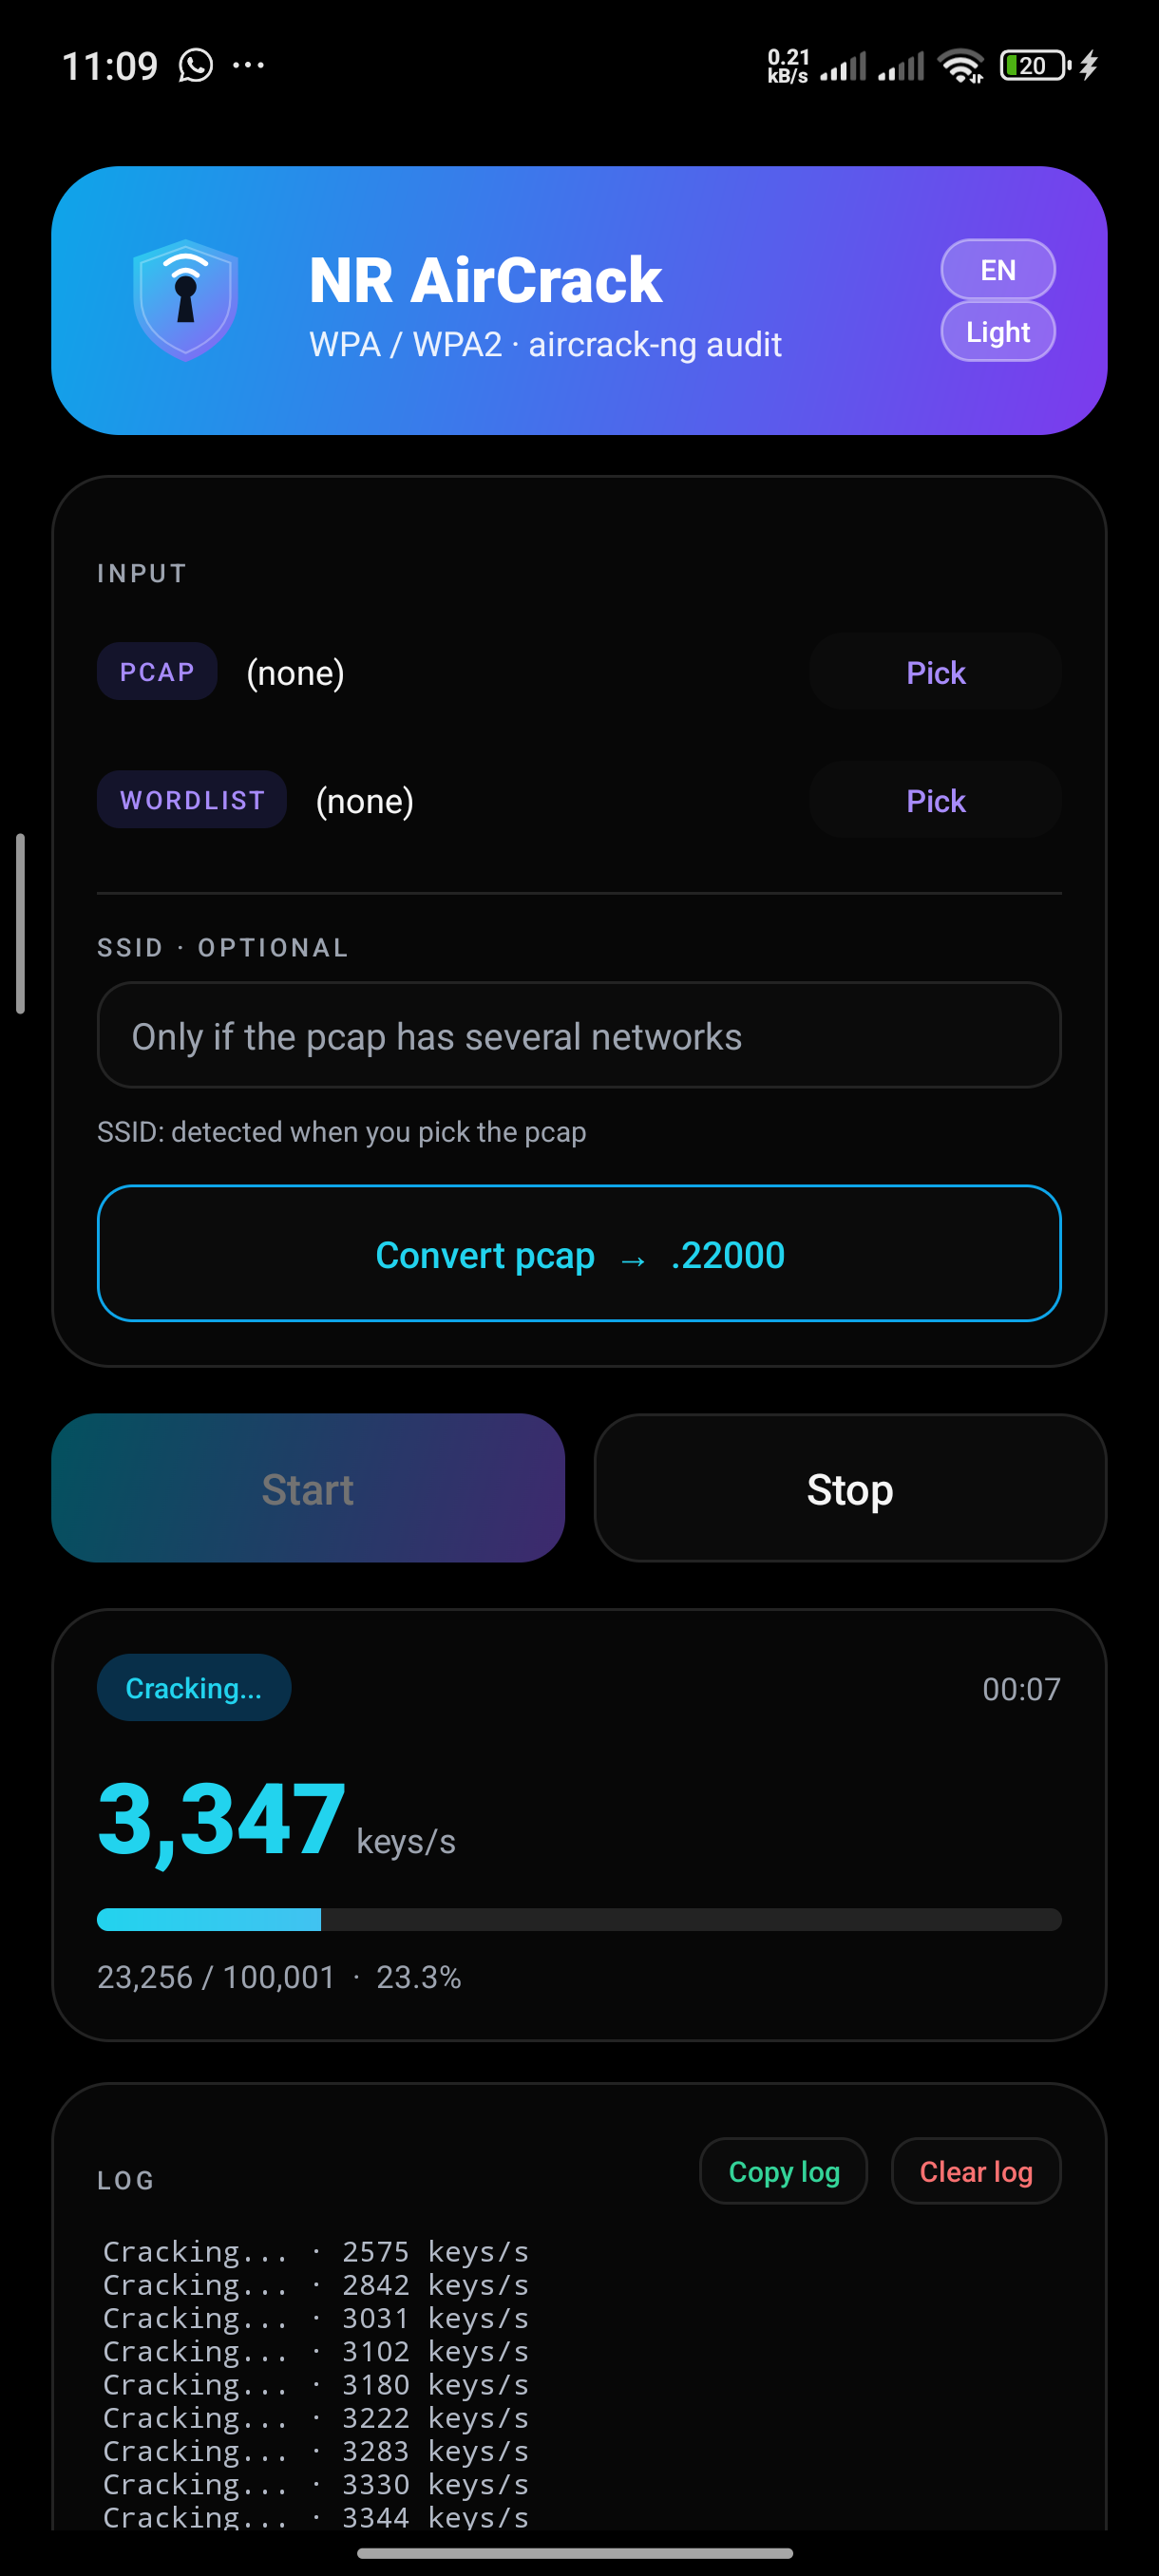 11:09 ...
0.21 kB/s 20
NR AirCrack
WPA / WPA2 · aircrack-ng audit
EN
Light
INPUT
PCAP (none) Pick
WORDLIST (none) Pick
SSID · OPTIONAL
Only if the pcap has several networks
SSID: detected when you pick the pcap
Convert pcap → .22000
Start Stop
Cracking... 00:07
3,347 keys/s
23,256 / 100,001 · 23.3%
LOG Copy log Clear log
Cracking... · 2575 keys/s
Cracking... · 2842 keys/s
Cracking... · 3031 keys/s
Cracking... · 3102 keys/s
Cracking... · 3180 keys/s
Cracking... · 3222 keys/s
Cracking... · 3283 keys/s
Cracking... · 3330 keys/s
Cracking... · 3344 keys/s